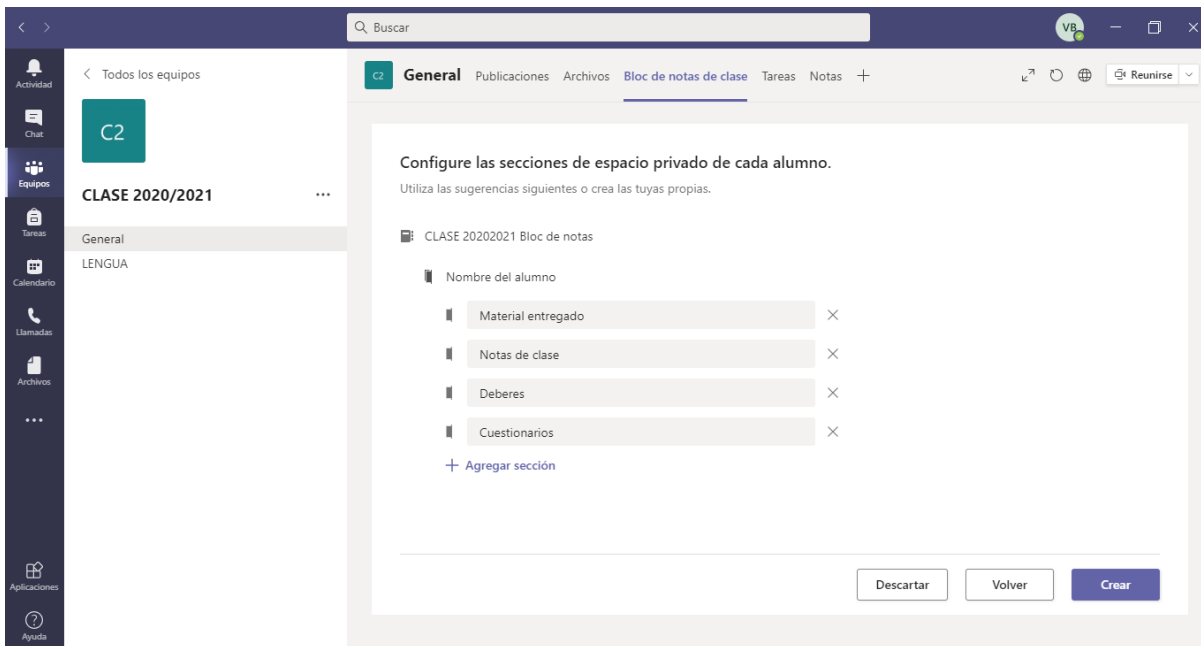 Buscar
VB
Actividad
Chat
Equipos
Tareas
Calendario
Llamadas
Archivos
Aplicaciones
Ayuda
Todos los equipos
C2
CLASE 2020/2021
General
LENGUA
C2 General Publicaciones Archivos Bloc de notas de clase Tareas Notas
Reunirse
Configure las secciones de espacio privado de cada alumno.
Utiliza las sugerencias siguientes o crea las tuyas propias.
CLASE 20202021 Bloc de notas
Nombre del alumno
Material entregado
Notas de clase
Deberes
Cuestionarios
+ Agregar sección
Descartar Volver Crear